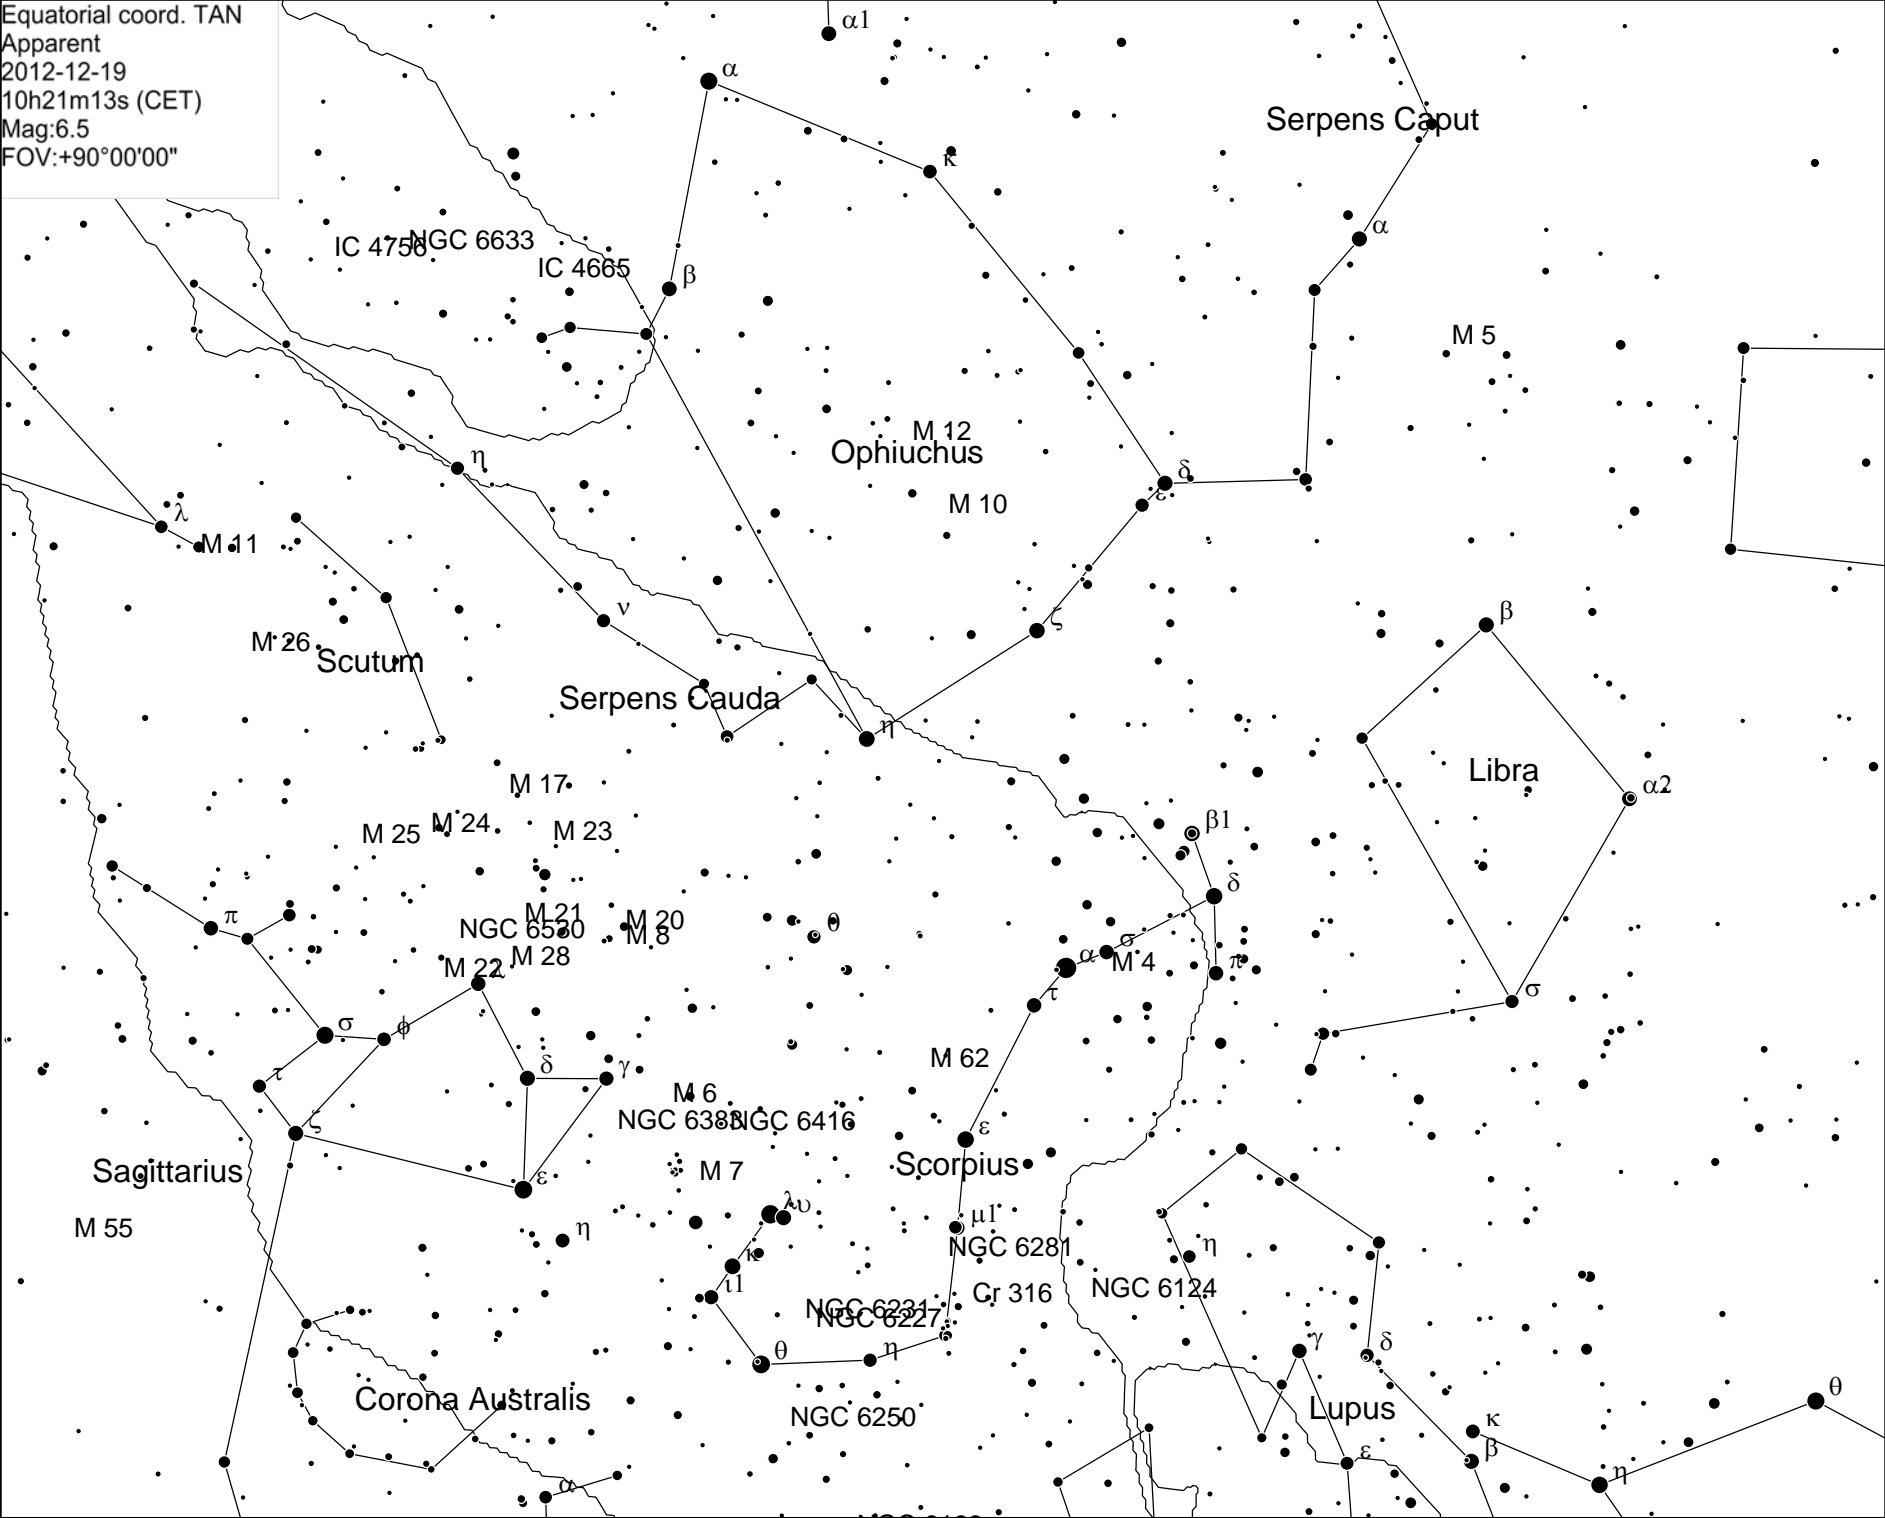 Equatorial coord. TAN
Apparent
2012-12-19
10h21m13s (CET)
Mag:6.5
FOV:+90°00'00"
α1
α
Serpens Caput
κ
α
IC 4756
NGC 6633
IC 4665
β
M 5
M 12
Ophiuchus
η
δ
ε
M 10
λ
M 11
ν
ζ
β
M 26
Scutum
Serpens Cauda
η
Libra
M 17
α2
M 25
M 24
M 23
β1
δ
π
M 21
M 20
θ
NGC 6530
M 8
σ
M 28
α
M 4
π
M 22
λ
τ
σ
σ
ϕ
M 62
τ
δ
γ
M 6
NGC 6383
NGC 6416
ζ
ε
Sagittarius
M 7
Scorpius
ε
λ
υ
μ1
M 55
η
NGC 6281
η
κ
ι1
NGC 6124
Cr 316
NGC 6231
NGC 6227
θ
η
γ
δ
Corona Australis
θ
NGC 6250
Lupus
κ
β
ε
α
η